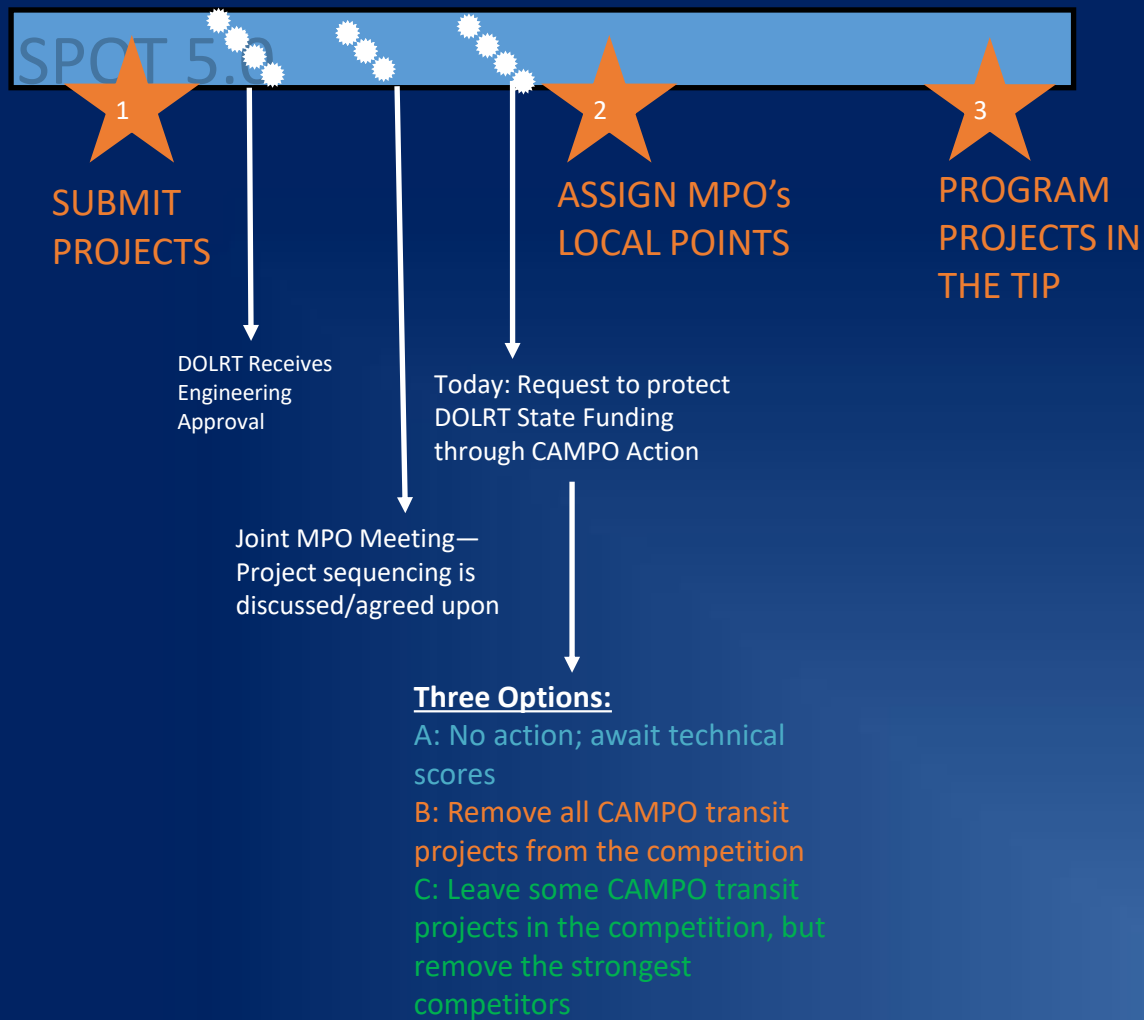 SPOT 5.0
1
2
3
SUBMIT
PROJECTS
ASSIGN MPO’s
LOCAL POINTS
PROGRAM
PROJECTS IN
THE TIP
DOLRT Receives
Engineering
Approval
Today: Request to protect
DOLRT State Funding
through CAMPO Action
Joint MPO Meeting—
Project sequencing is
discussed/agreed upon
Three Options:
A: No action; await technical
scores
B: Remove all CAMPO transit
projects from the competition
C: Leave some CAMPO transit
projects in the competition, but
remove the strongest
competitors